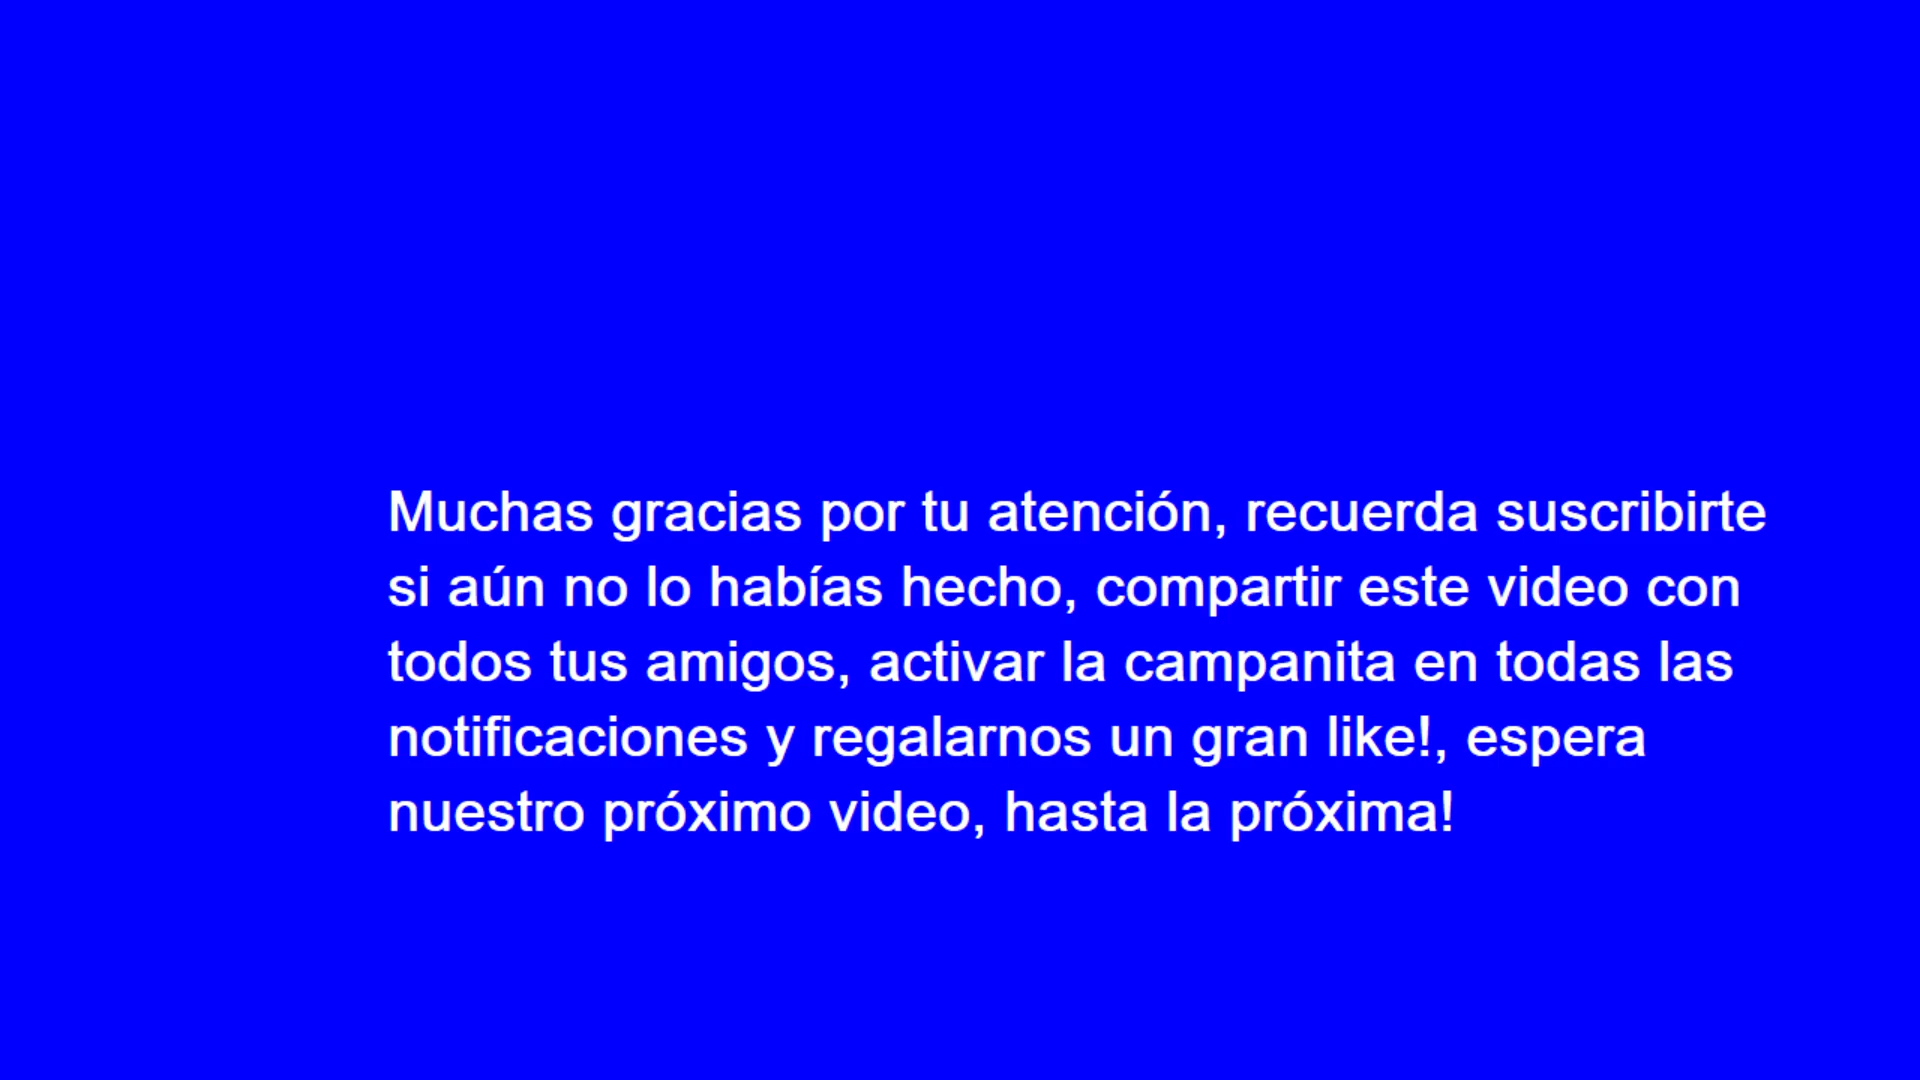 Muchas gracias por tu atención, recuerda suscribirte
si aún no lo habías hecho, compartir este video con
todos tus amigos, activar la campanita en todas las
notificaciones y regalarnos un gran like!, espera
nuestro próximo video, hasta la próxima!